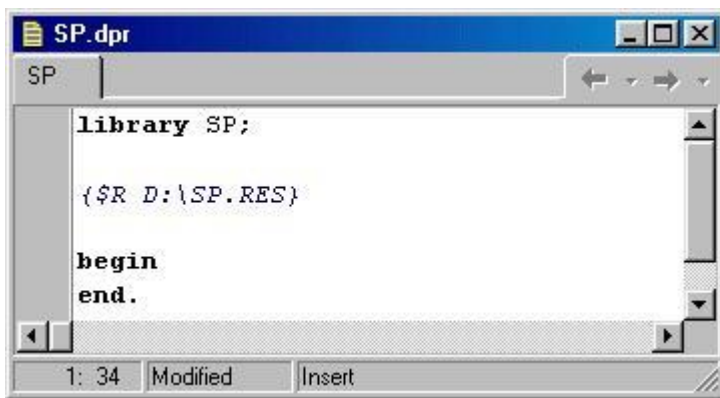 SP.dpr
SP
library SP;
{$R D:\SP.RES}
begin
end.
1: 34 Modified Insert